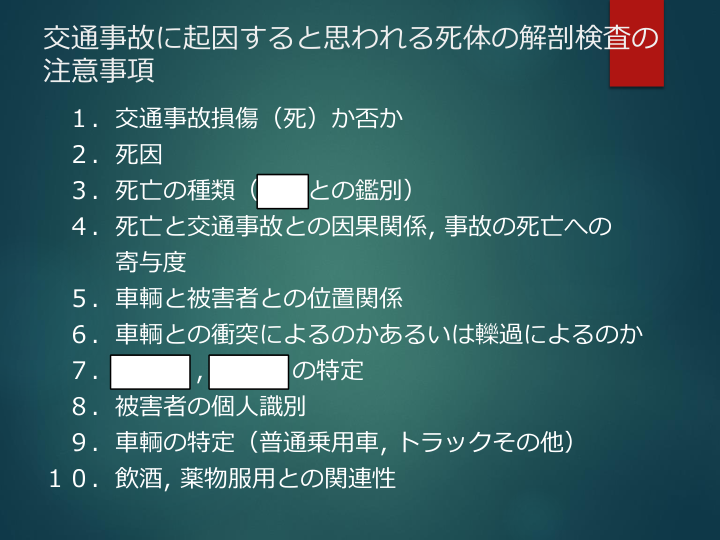 交通事故に起因すると思われる死体の解剖検査の
注意事項
１．交通事故損傷（死）か否か
２．死因
３．死亡の種類（　　との鑑別）
４．死亡と交通事故との因果関係, 事故の死亡への
寄与度
５．車輌と被害者との位置関係
６．車輌との衝突によるのかあるいは轢過によるのか
７．　　　,　　　の特定
８．被害者の個人識別
９．車輌の特定（普通乗用車, トラックその他）
１０．飲酒, 薬物服用との関連性